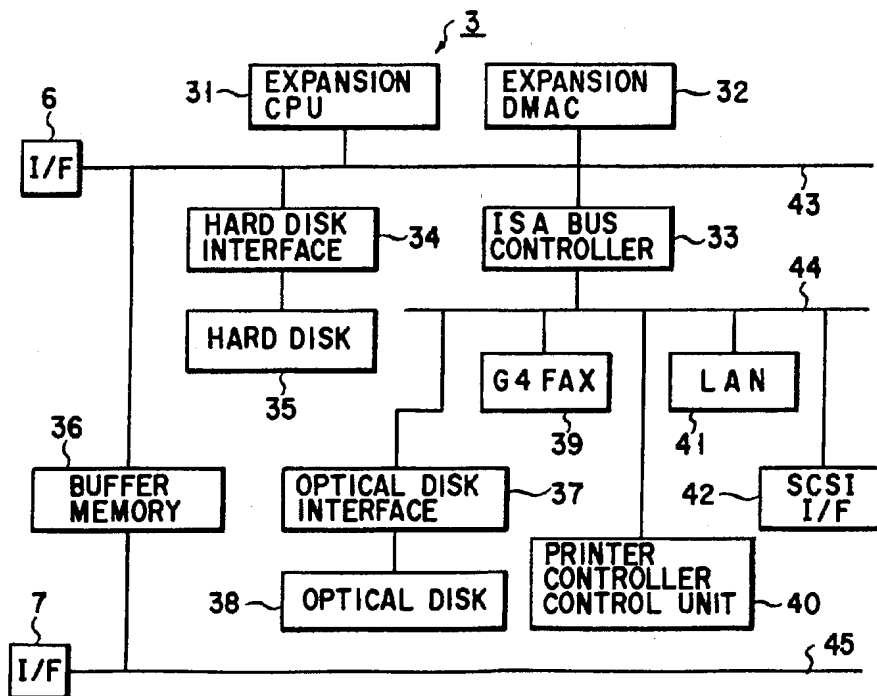 3
31
EXPANSION
CPU
EXPANSION
DMAC
32
6
I/F
43
HARD DISK
INTERFACE
34
ISA BUS
CONTROLLER
33
44
HARD DISK
35
G4 FAX
39
LAN
41
36
BUFFER
MEMORY
OPTICAL DISK
INTERFACE
37
42
SCSI
I/F
38
OPTICAL DISK
PRINTER
CONTROLLER
CONTROL UNIT
40
7
I/F
45